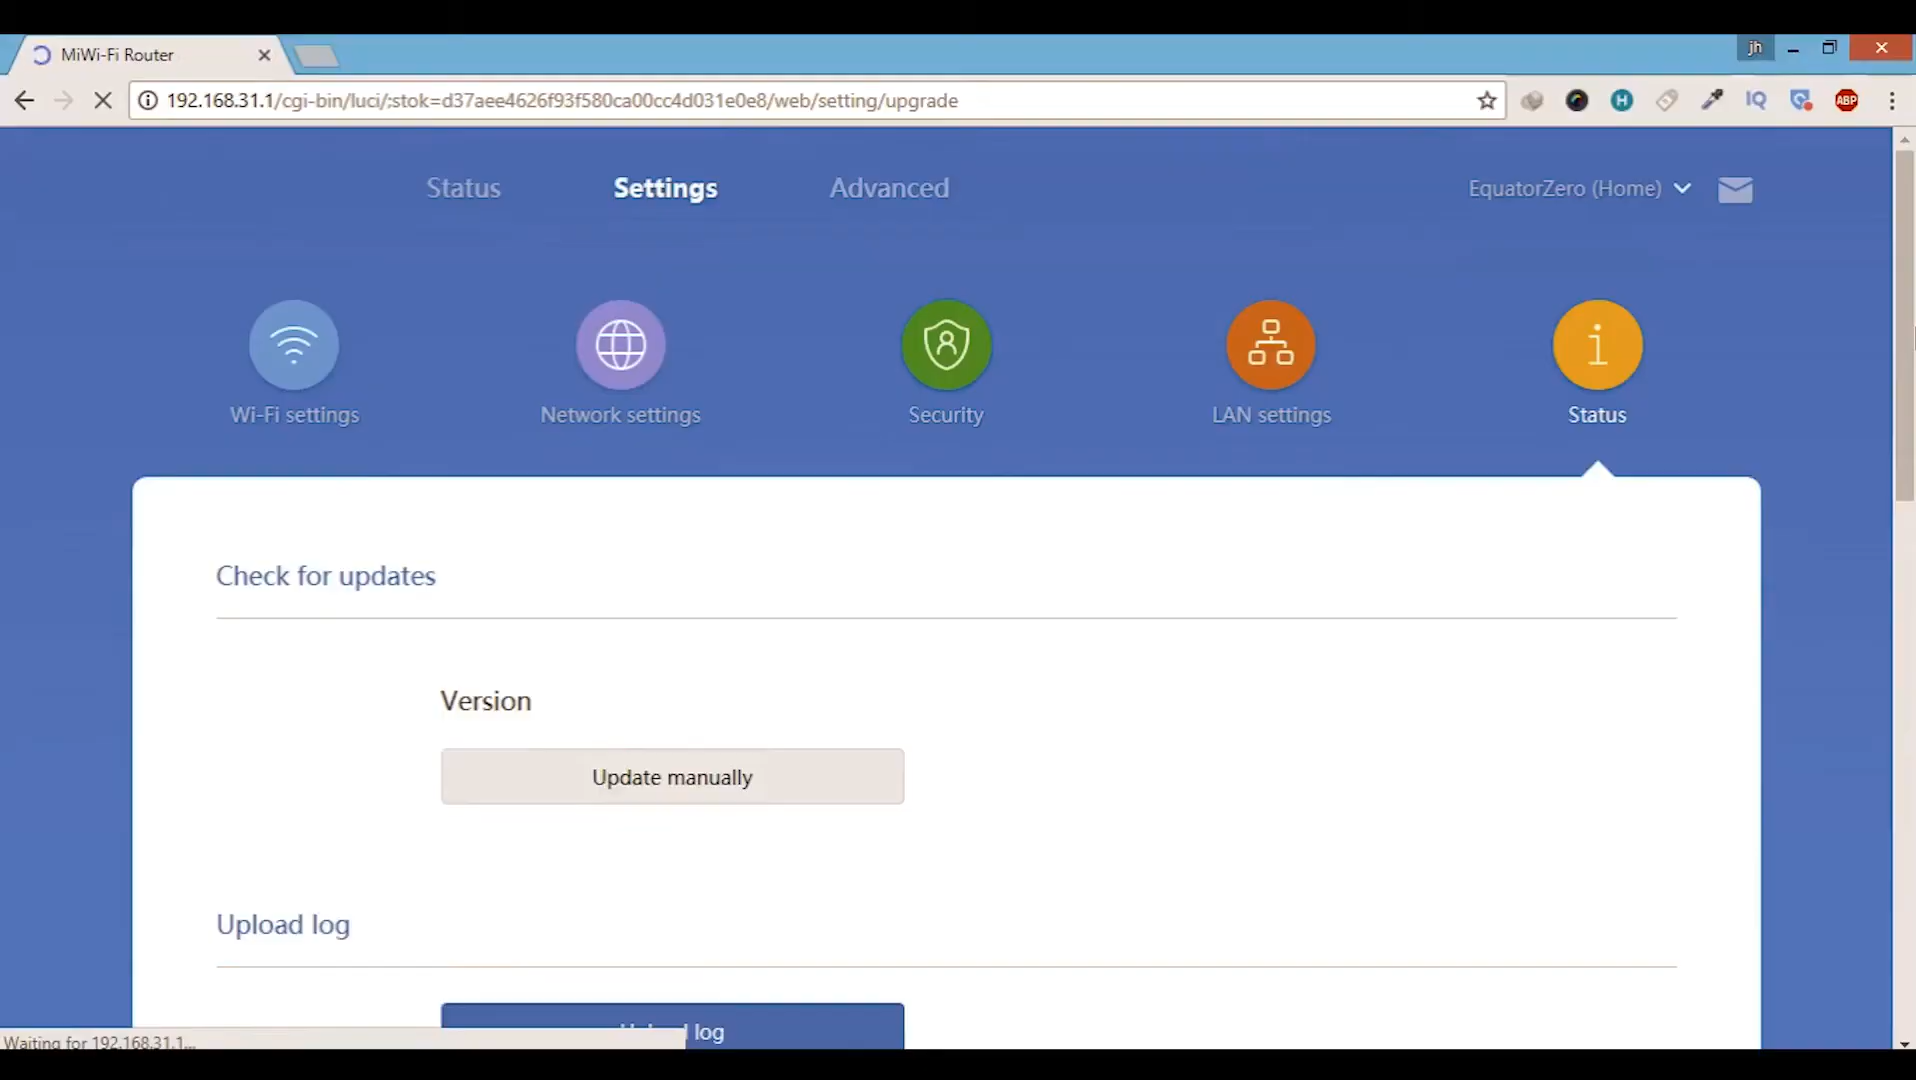 MiWi-Fi Router
jh
192.168.31.1/cgi-bin/luci/;stok=d37aee4626f93f580ca00cc4d031e0e8/web/setting/upgrade
H
IQ
ABP
Status
Settings
Advanced
EquatorZero (Home)
Wi-Fi settings
Network settings
Security
LAN settings
Status
Check for updates
Version
Update manually
Upload log
log
Waiting for 192.168.31.1...